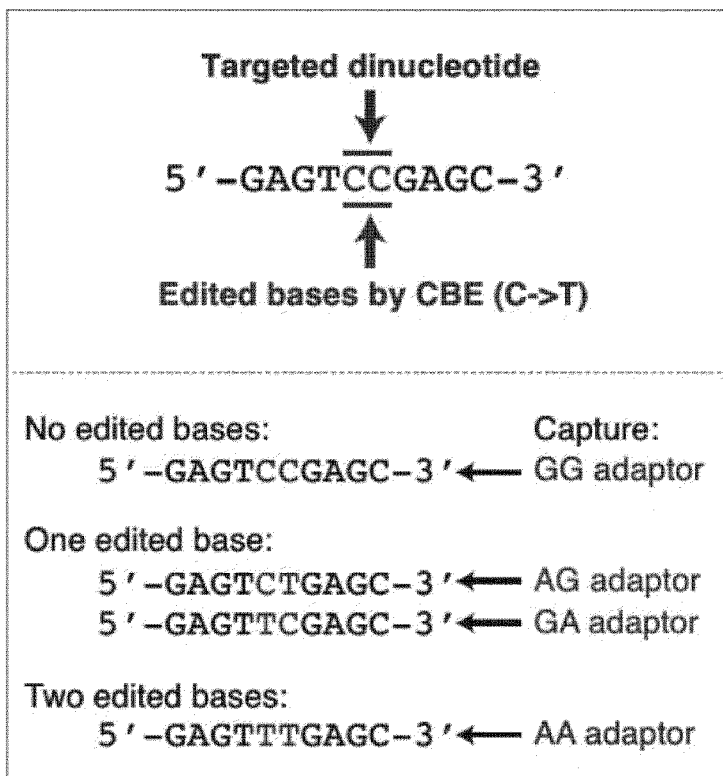 Targeted dinucleotide
5'-GAGTCCGAGC-3'
Edited bases by CBE (C->T)
No edited bases: Capture:
5'-GAGTCCGAGC-3' GG adaptor
One edited base:
5'-GAGTCTGAGC-3' AG adaptor
5'-GAGTTCGAGC-3' GA adaptor
Two edited bases:
5'-GAGTTTGAGC-3' AA adaptor